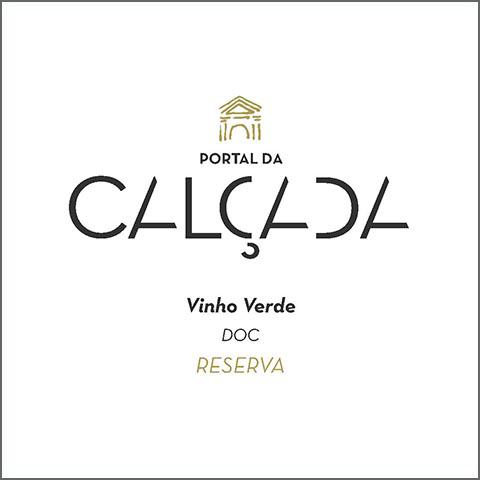 PORTAL DA
CALÇADA
Vinho Verde
DOC
RESERVA